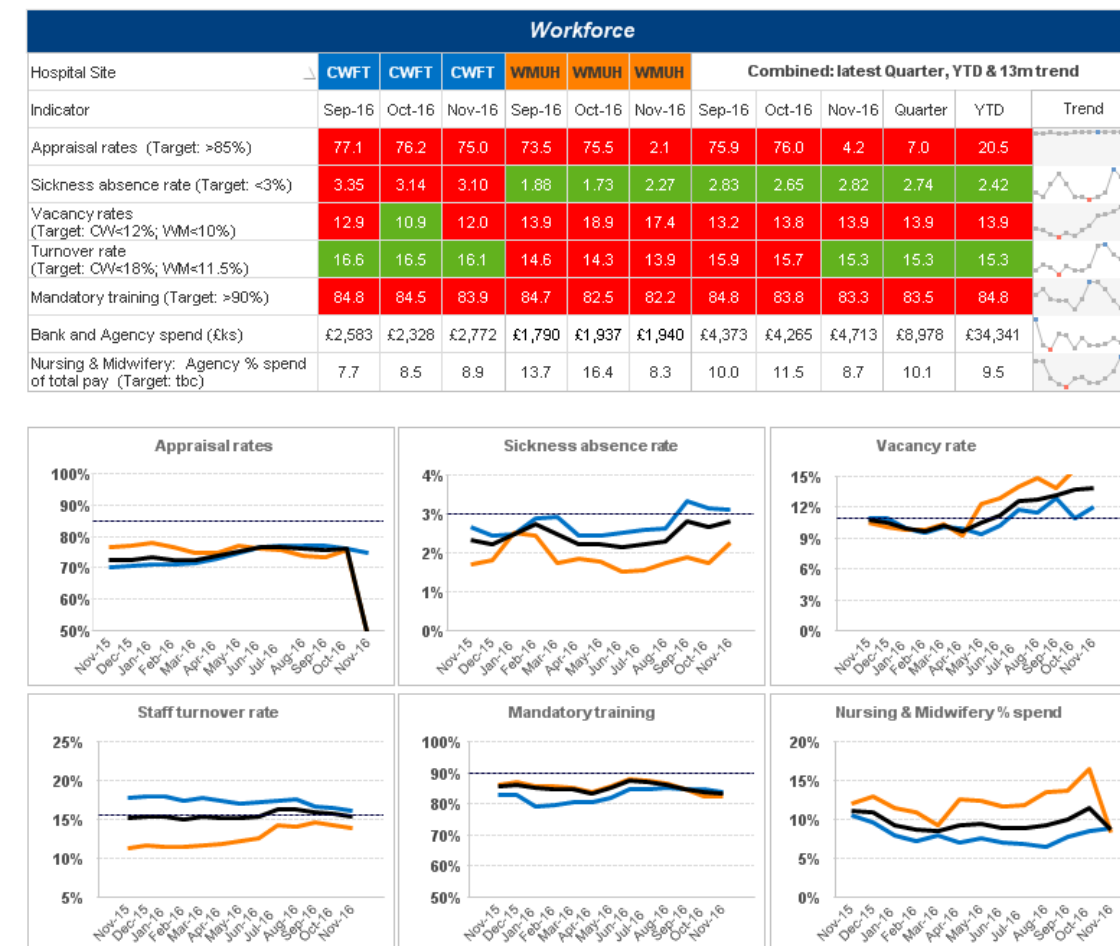 Workforce
Hospital Site CWFT CWFT CWFT WMUH WMUH WMUH Combined: latest Quarter, YTD & 13m trend
Indicator Sep-16 Oct-16 Nov-16 Sep-16 Oct-16 Nov-16 Sep-16 Oct-16 Nov-16 Quarter YTD Trend
Appraisal rates (Target: >85%) 77.1 76.2 75.0 73.5 75.5 2.1 75.9 76.0 4.2 7.0 20.5
Sickness absence rate (Target: <3%) 3.35 3.14 3.10 1.88 1.73 2.27 2.83 2.65 2.82 2.74 2.42
Vacancy rates
(Target: CW<12%; WM<10%) 12.9 10.9 12.0 13.9 18.9 17.4 13.2 13.8 13.9 13.9 13.9
Turnover rate
(Target: CW<18%; WM<11.5%) 16.6 16.5 16.1 14.6 14.3 13.9 15.9 15.7 15.3 15.3 15.3
Mandatory training (Target: >90%) 84.8 84.5 83.9 84.7 82.5 82.2 84.8 83.8 83.3 83.5 84.8
Bank and Agency spend (£ks) £2,583 £2,328 £2,772 £1,790 £1,937 £1,940 £4,373 £4,265 £4,713 £8,978 £34,341
Nursing & Midwifery: Agency % spend
of total pay (Target: tbc) 7.7 8.5 8.9 13.7 16.4 8.3 10.0 11.5 8.7 10.1 9.5
Appraisal rates
100%
90%
80%
70%
60%
50%
Nov-15 Dec-15 Jan-16 Feb-16 Mar-16 Apr-16 May-16 Jun-16 Jul-16 Aug-16 Sep-16 Oct-16 Nov-16
Sickness absence rate
4%
3%
2%
1%
0%
Nov-15 Dec-15 Jan-16 Feb-16 Mar-16 Apr-16 May-16 Jun-16 Jul-16 Aug-16 Sep-16 Oct-16 Nov-16
Vacancy rate
15%
12%
9%
6%
3%
0%
Nov-15 Dec-15 Jan-16 Feb-16 Mar-16 Apr-16 May-16 Jun-16 Jul-16 Aug-16 Sep-16 Oct-16 Nov-16
Staff turnover rate
25%
20%
15%
10%
5%
Nov-15 Dec-15 Jan-16 Feb-16 Mar-16 Apr-16 May-16 Jun-16 Jul-16 Aug-16 Sep-16 Oct-16 Nov-16
Mandatory training
100%
90%
80%
70%
60%
50%
Nov-15 Dec-15 Jan-16 Feb-16 Mar-16 Apr-16 May-16 Jun-16 Jul-16 Aug-16 Sep-16 Oct-16 Nov-16
Nursing & Midwifery % spend
20%
15%
10%
5%
0%
Nov-15 Dec-15 Jan-16 Feb-16 Mar-16 Apr-16 May-16 Jun-16 Jul-16 Aug-16 Sep-16 Oct-16 Nov-16